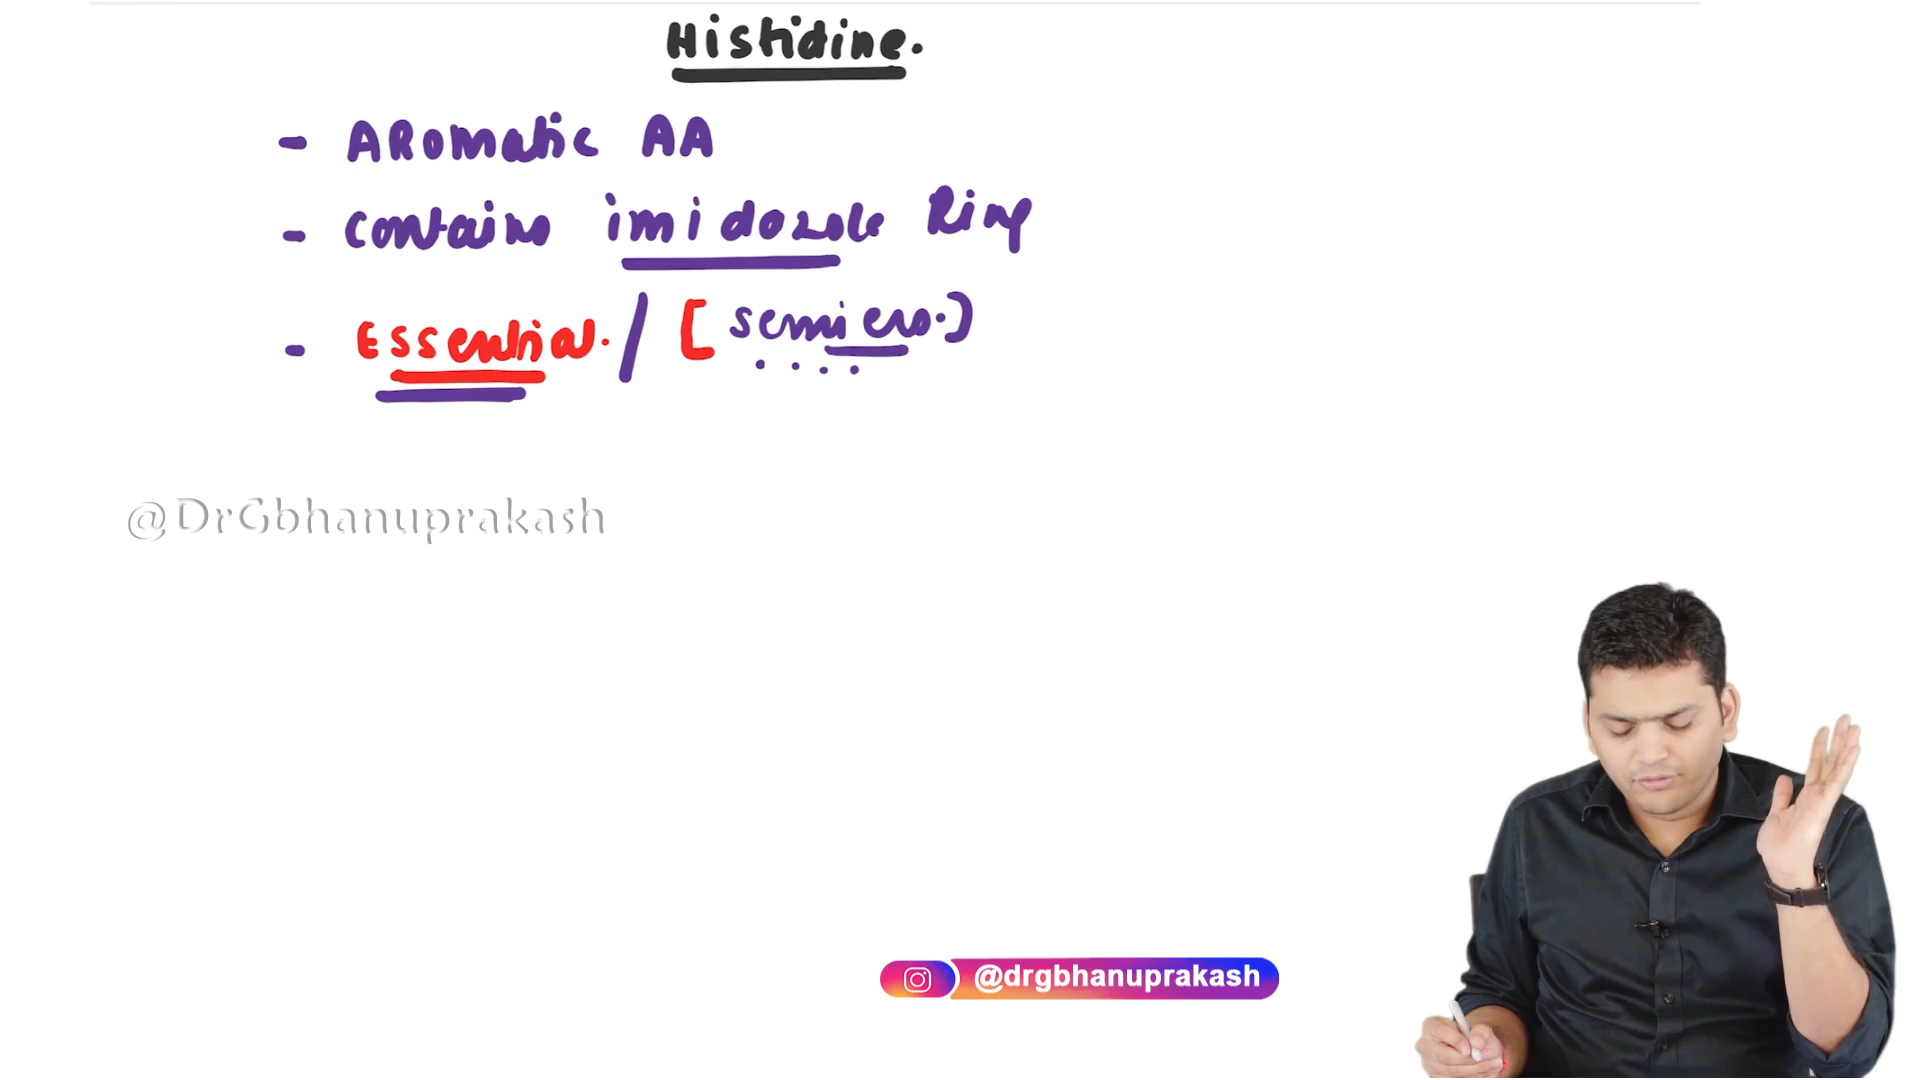 Histidine.
- ARomatic AA
- Contains imidazole Ring
- Essential. / [semi ess.]
@DrGbhanuprakash
@drgbhanuprakash